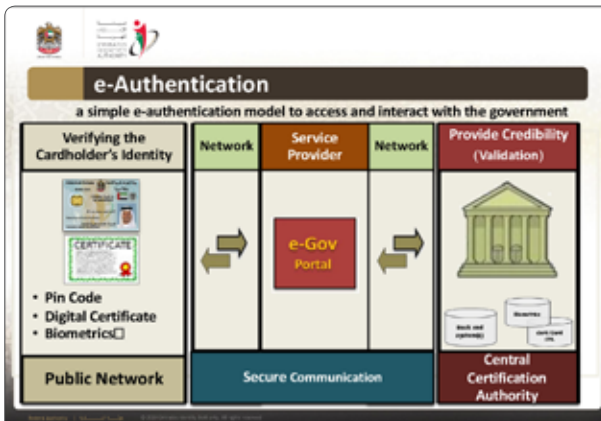 e-Authentication
a simple e-authentication model to access and interact with the government
Verifying the
Cardholder's Identity
Network
Service
Provider
Network
Provide Credibility
(Validation)
CERTIFICATE
e-Gov
Portal
• Pin Code
• Digital Certificate
• Biometrics□
Biometrics
Public Network
Secure Communication
Central
Certification
Authority